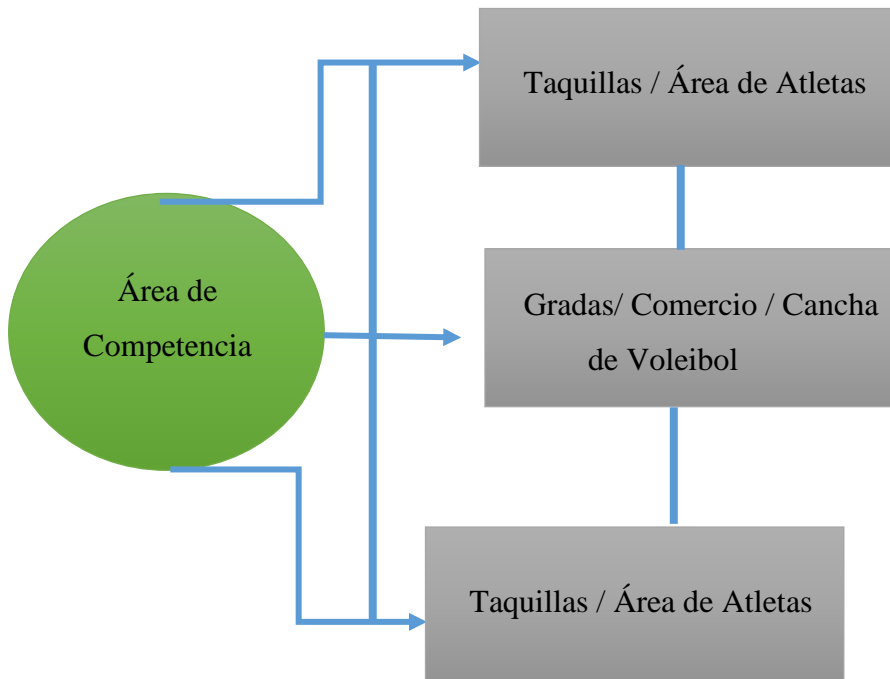 Taquillas / Área de Atletas
Área de
Competencia
Gradas/ Comercio / Cancha
de Voleibol
Taquillas / Área de Atletas